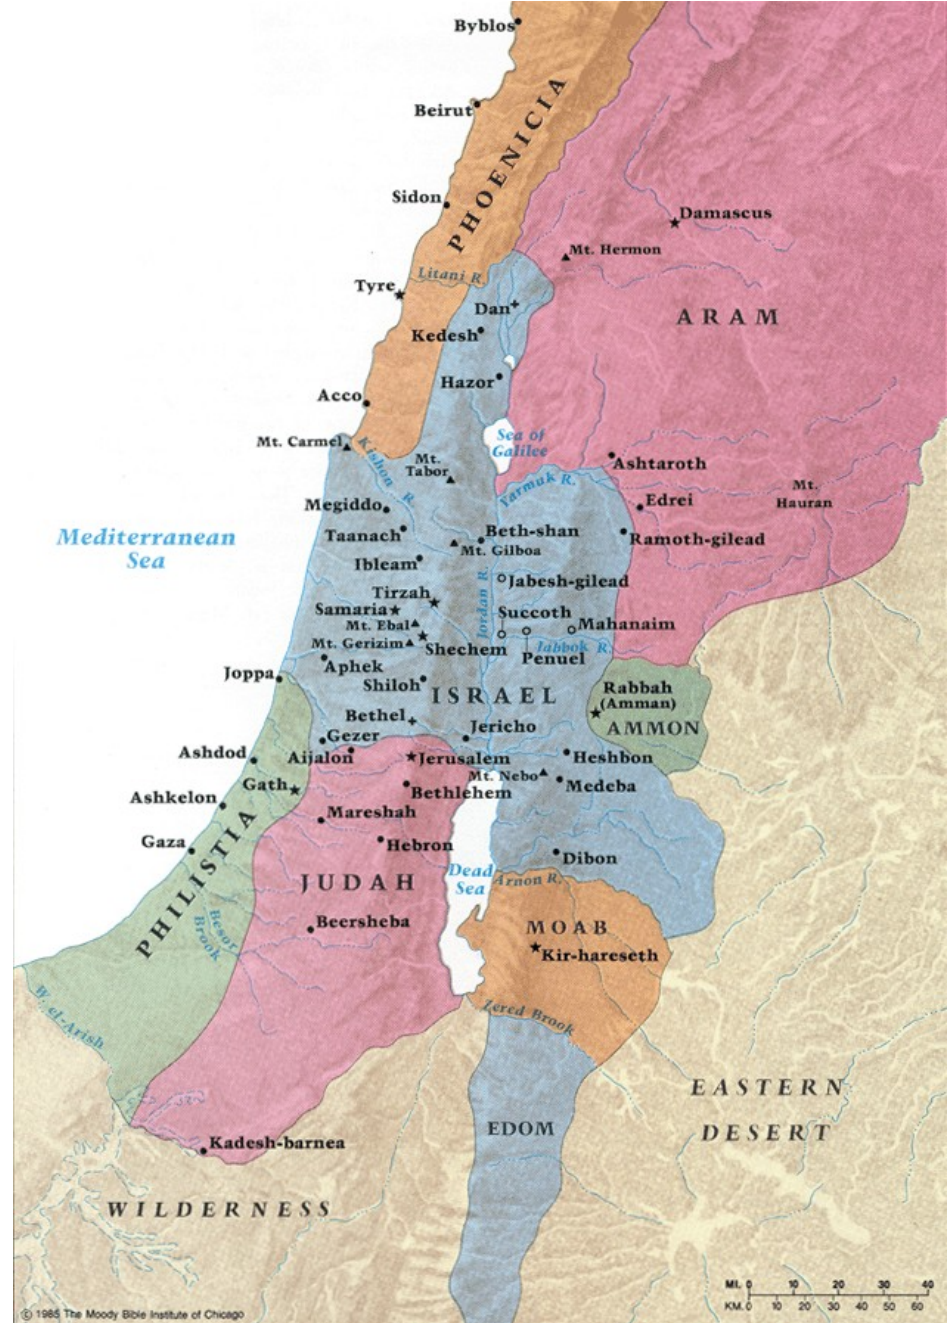 Byblos
Beirut
PHOENICIA
Sidon
Damascus
Mt. Hermon
Litani R.
Tyre
Dan
ARAM
Kedesh
Hazor
Acco
Mt. Carmel
Kishon R.
Sea of
Galilee
Mt.
Tabor
Ashtaroth
Yarmuk R.
Mt.
Hauran
Edrei
Megiddo
Taanach
Beth-shan
Ramoth-gilead
Mediterranean
Sea
Mt. Gilboa
Ibleam
Jabesh-gilead
Tirzah
Jordan R.
Samaria
Succoth
Mt. Ebal
Mahanaim
Mt. Gerizim
Shechem
Jabbok R.
Penuel
Aphek
Joppa
Shiloh
ISRAEL
Rabbah
(Amman)
AMMON
Bethel
Jericho
Gezer
Ashdod
Aijalon
Jerusalem
Heshbon
Gath
Mt. Nebo
Medeba
Ashkelon
Bethlehem
Mareshah
Gaza
Hebron
Dibon
PHILISTIA
JUDAH
Dead
Sea
Arnon R.
Besor
Brook
Beersheba
MOAB
Kir-hareseth
W. el-Arish
Zered Brook
EASTERN
DESERT
EDOM
Kadesh-barnea
WILDERNESS
MI. 0 10 20 30 40
KM. 0 10 20 30 40 50 60
© 1985 The Moody Bible Institute of Chicago